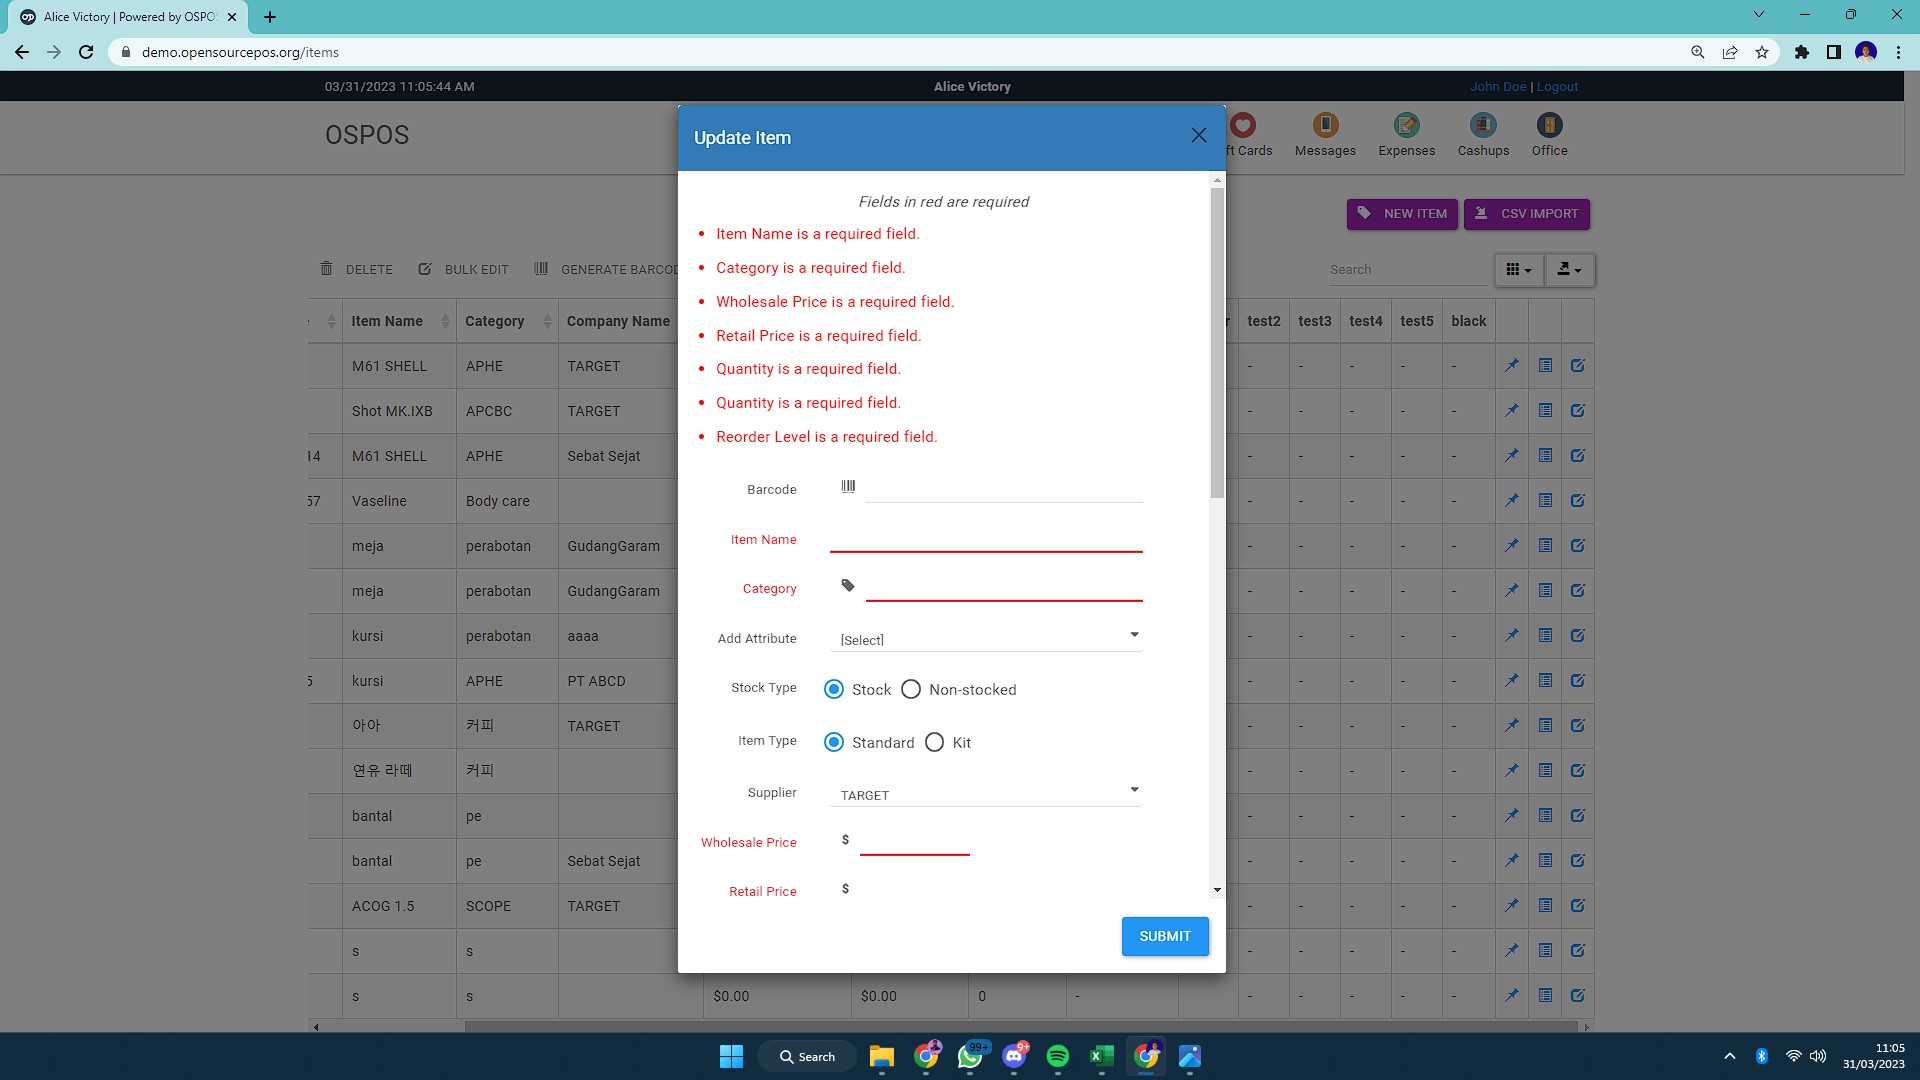 Alice Victory | Powered by OSPOS
demo.opensourcepos.org/items
03/31/2023 11:05:44 AM
Alice Victory
John Doe | Logout
OSPOS
ft Cards
Messages
Expenses
Cashups
Office
Update Item
NEW ITEM
CSV IMPORT
DELETE
BULK EDIT
GENERATE BARCOD
Search
Fields in red are required
Item Name is a required field.
Category is a required field.
Wholesale Price is a required field.
Retail Price is a required field.
Quantity is a required field.
Quantity is a required field.
Reorder Level is a required field.
Barcode
Item Name
Category
Add Attribute
[Select]
Stock Type
Stock
Non-stocked
Item Type
Standard
Kit
Supplier
TARGET
Wholesale Price
$
Retail Price
$
SUBMIT
Item Name Category Company Name test2 test3 test4 test5 black
M61 SHELL APHE TARGET - - - - -
Shot MK.IXB APCBC TARGET - - - - -
14 M61 SHELL APHE Sebat Sejat - - - - -
57 Vaseline Body care - - - - -
meja perabotan GudangGaram - - - - -
meja perabotan GudangGaram - - - - -
kursi perabotan aaaa - - - - -
5 kursi APHE PT ABCD - - - - -
아아 커피 TARGET - - - - -
연유 라떼 커피 - - - - -
bantal pe - - - - -
bantal pe Sebat Sejat - - - - -
ACOG 1.5 SCOPE TARGET - - - - -
s s - - - - -
s s $0.00 $0.00 0 - - - - - -
Search
99+
9+
11:05
31/03/2023